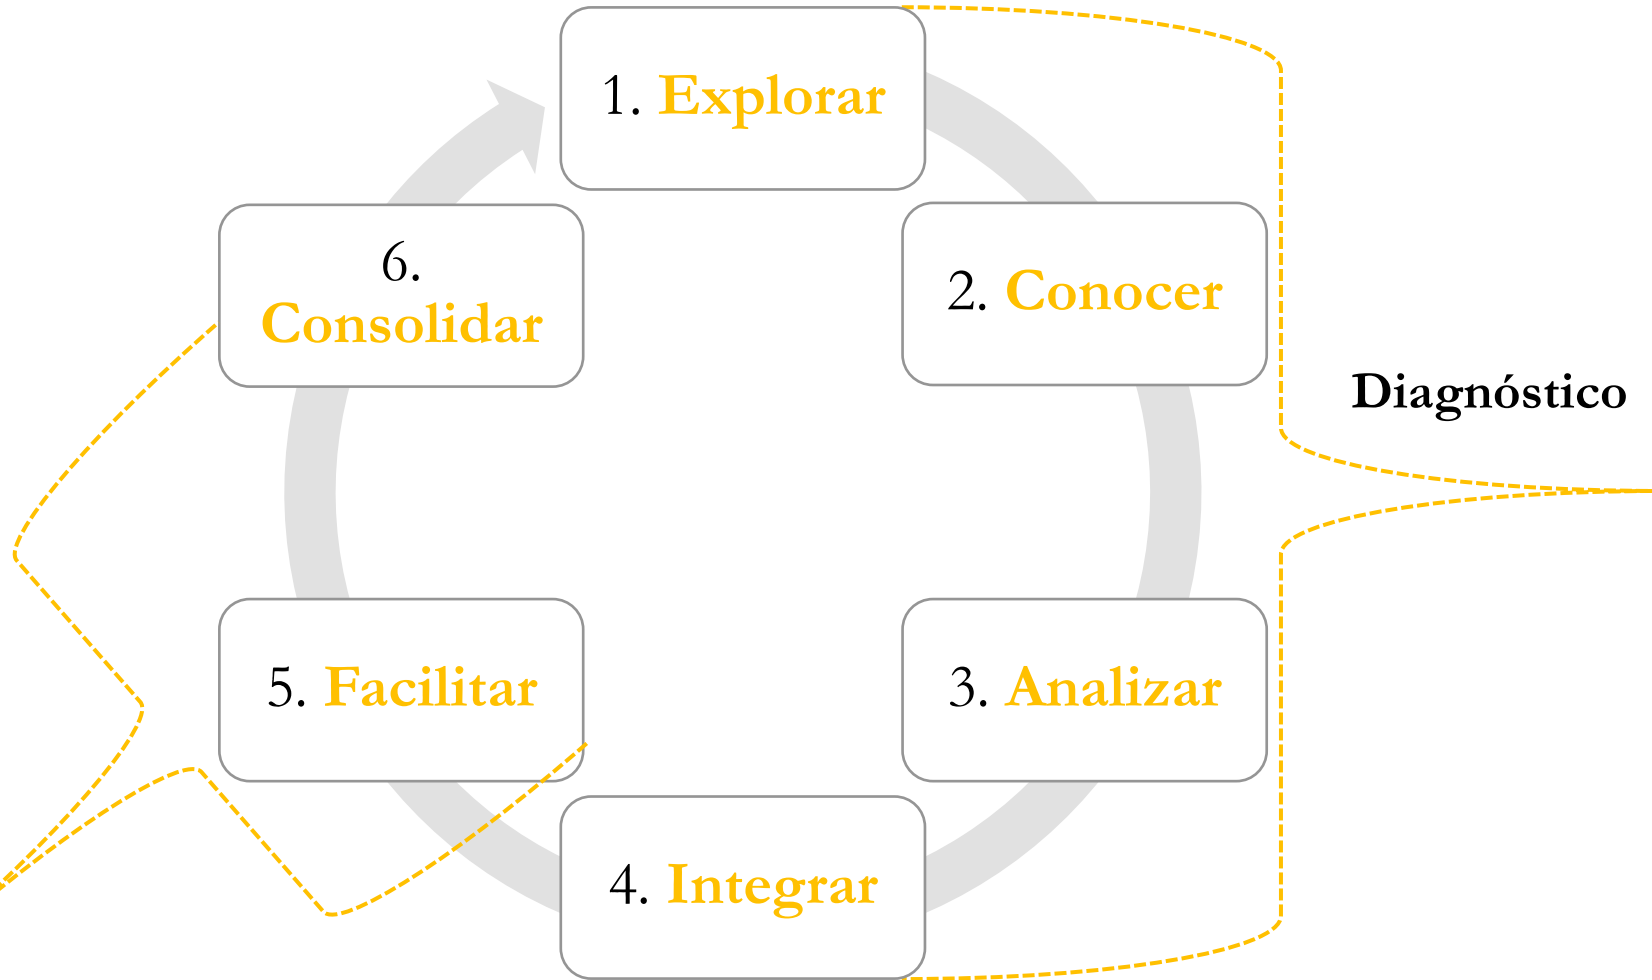 1. Explorar
2. Conocer
3. Analizar
4. Integrar
5. Facilitar
6.
Consolidar
Diagnóstico